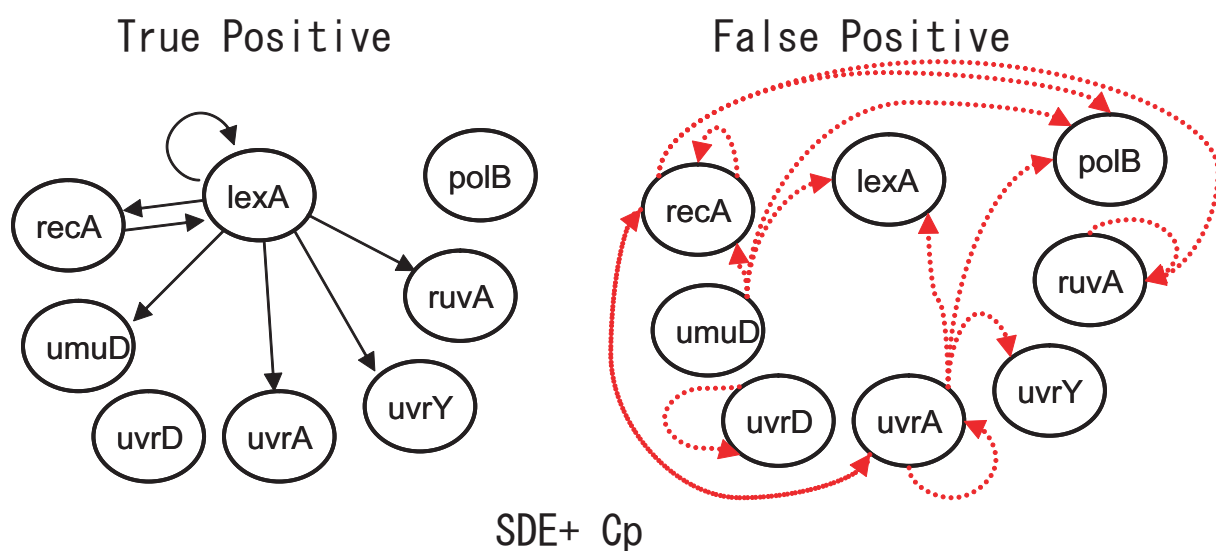 True Positive
False Positive
lexA
polB
recA
ruvA
umuD
uvrY
uvrD
uvrA
polB
lexA
recA
ruvA
umuD
uvrY
uvrD
uvrA
SDE+ Cp